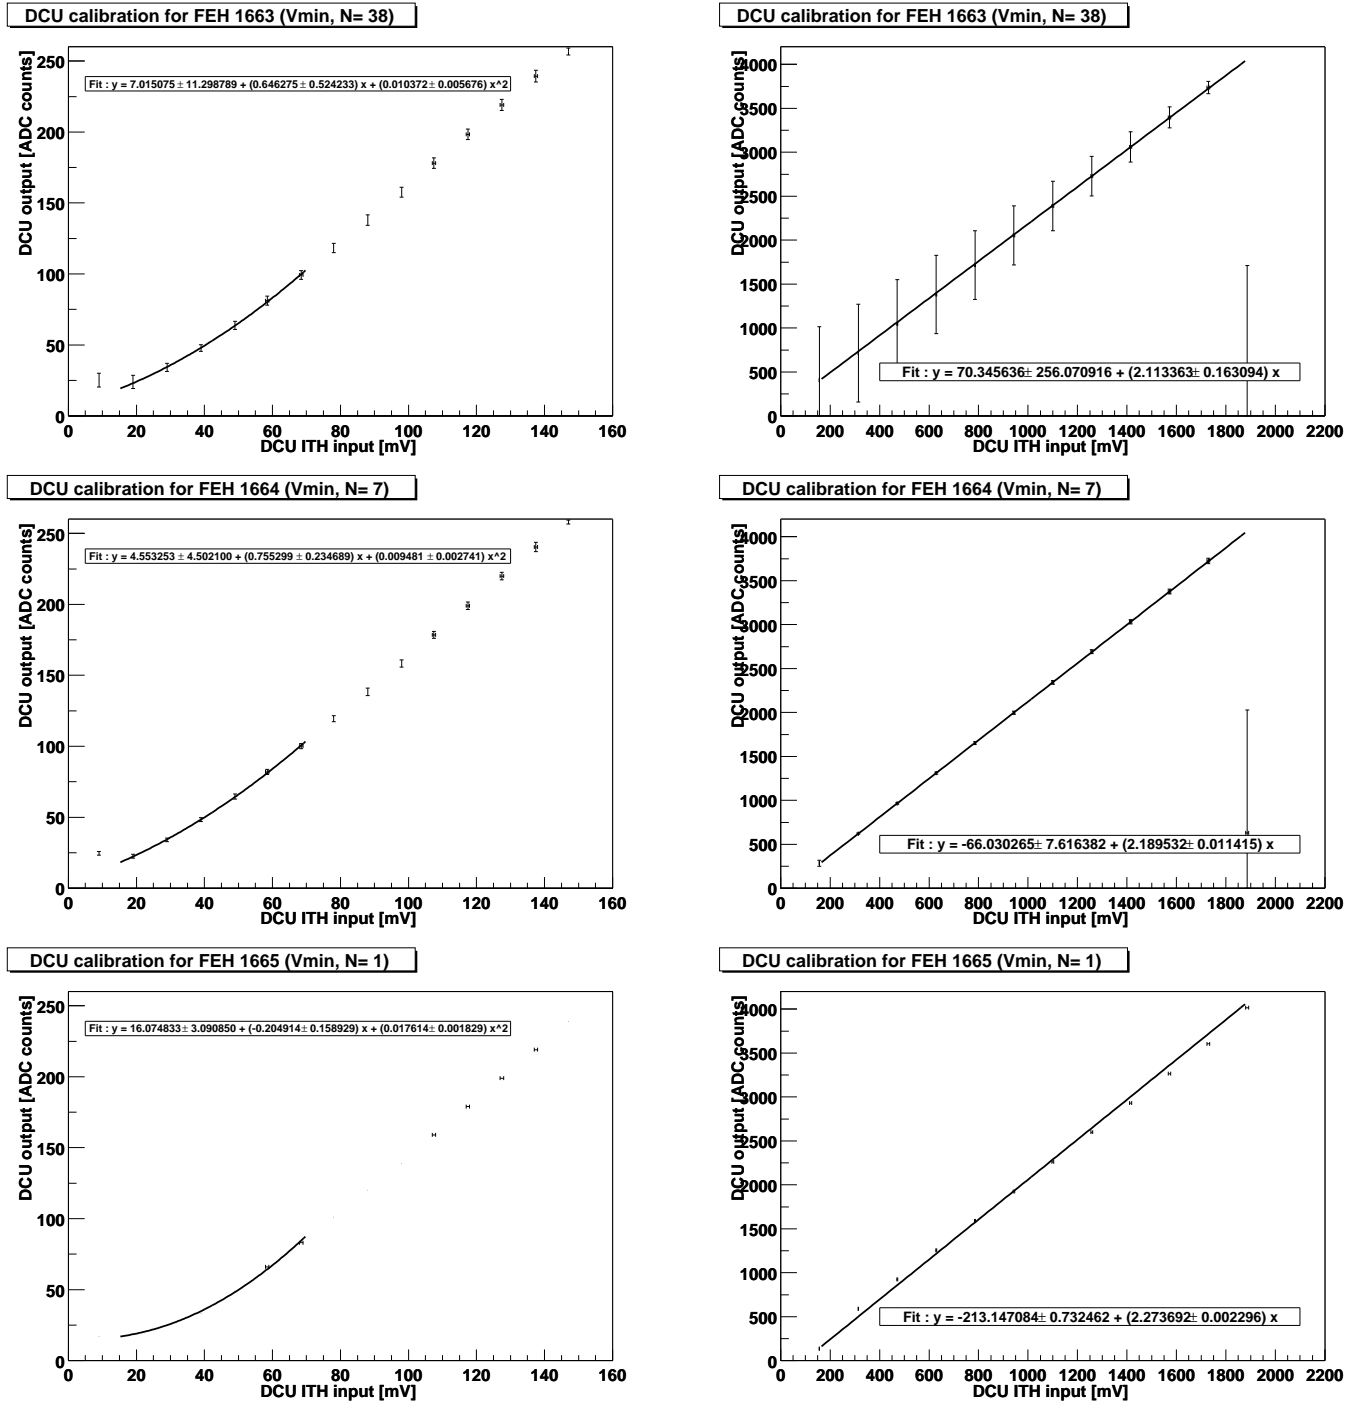 DCU calibration for FEH 1663 (Vmin, N= 38)
DCU output [ADC counts]
250
200
150
100
50
0
Fit : y = 7.015075 ± 11.298789 + (0.646275 ± 0.524233) x + (0.010372 ± 0.005676) x^2
0 20 40 60 80 100 120 140 160
DCU ITH input [mV]
DCU calibration for FEH 1663 (Vmin, N= 38)
DCU output [ADC counts]
4000
3500
3000
2500
2000
1500
1000
500
0
Fit : y = 70.345636± 256.070916 + (2.113363± 0.163094) x
0 200 400 600 800 1000 1200 1400 1600 1800 2000 2200
DCU ITH input [mV]
DCU calibration for FEH 1664 (Vmin, N= 7)
DCU output [ADC counts]
250
200
150
100
50
0
Fit : y = 4.553253 ± 4.502100 + (0.755299 ± 0.234689) x + (0.009481 ± 0.002741) x^2
0 20 40 60 80 100 120 140 160
DCU ITH input [mV]
DCU calibration for FEH 1664 (Vmin, N= 7)
DCU output [ADC counts]
4000
3500
3000
2500
2000
1500
1000
500
0
Fit : y = -66.030265± 7.616382 + (2.189532± 0.011415) x
0 200 400 600 800 1000 1200 1400 1600 1800 2000 2200
DCU ITH input [mV]
DCU calibration for FEH 1665 (Vmin, N= 1)
DCU output [ADC counts]
250
200
150
100
50
0
Fit : y = 16.074833± 3.090850 + (-0.204914± 0.158929) x + (0.017614± 0.001829) x^2
0 20 40 60 80 100 120 140 160
DCU ITH input [mV]
DCU calibration for FEH 1665 (Vmin, N= 1)
DCU output [ADC counts]
4000
3500
3000
2500
2000
1500
1000
500
0
Fit : y = -213.147084± 0.732462 + (2.273692± 0.002296) x
0 200 400 600 800 1000 1200 1400 1600 1800 2000 2200
DCU ITH input [mV]